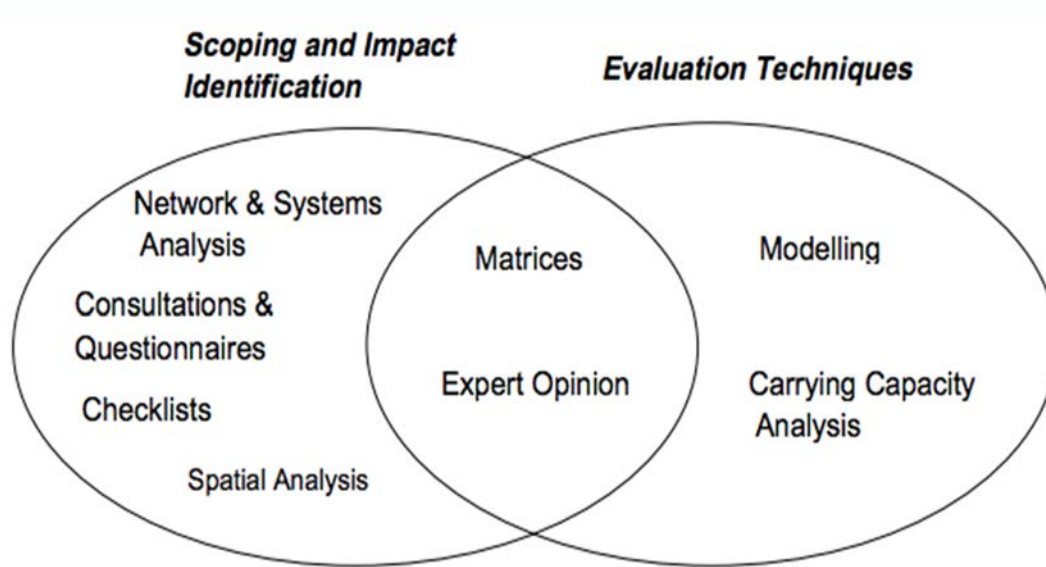 Scoping and Impact
Identification
Evaluation Techniques
Network & Systems
Analysis
Consultations &
Questionnaires
Checklists
Spatial Analysis
Matrices
Expert Opinion
Modelling
Carrying Capacity
Analysis